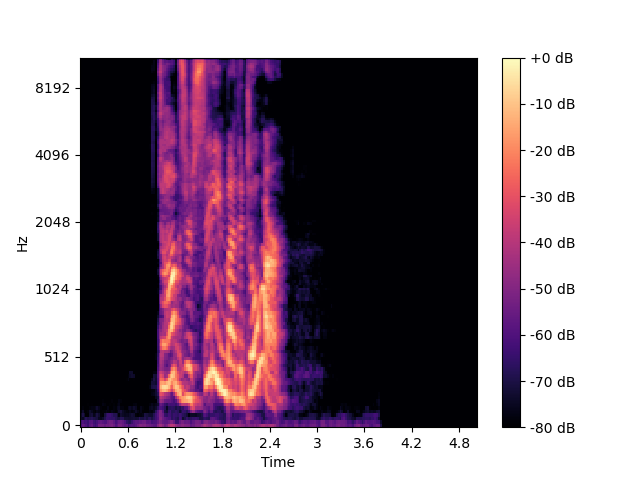 +0 dB
8192
-10 dB
4096
-20 dB
-30 dB
2048
Hz
-40 dB
1024
-50 dB
-60 dB
512
-70 dB
0
-80 dB
0 0.6 1.2 1.8 2.4 3 3.6 4.2 4.8
Time